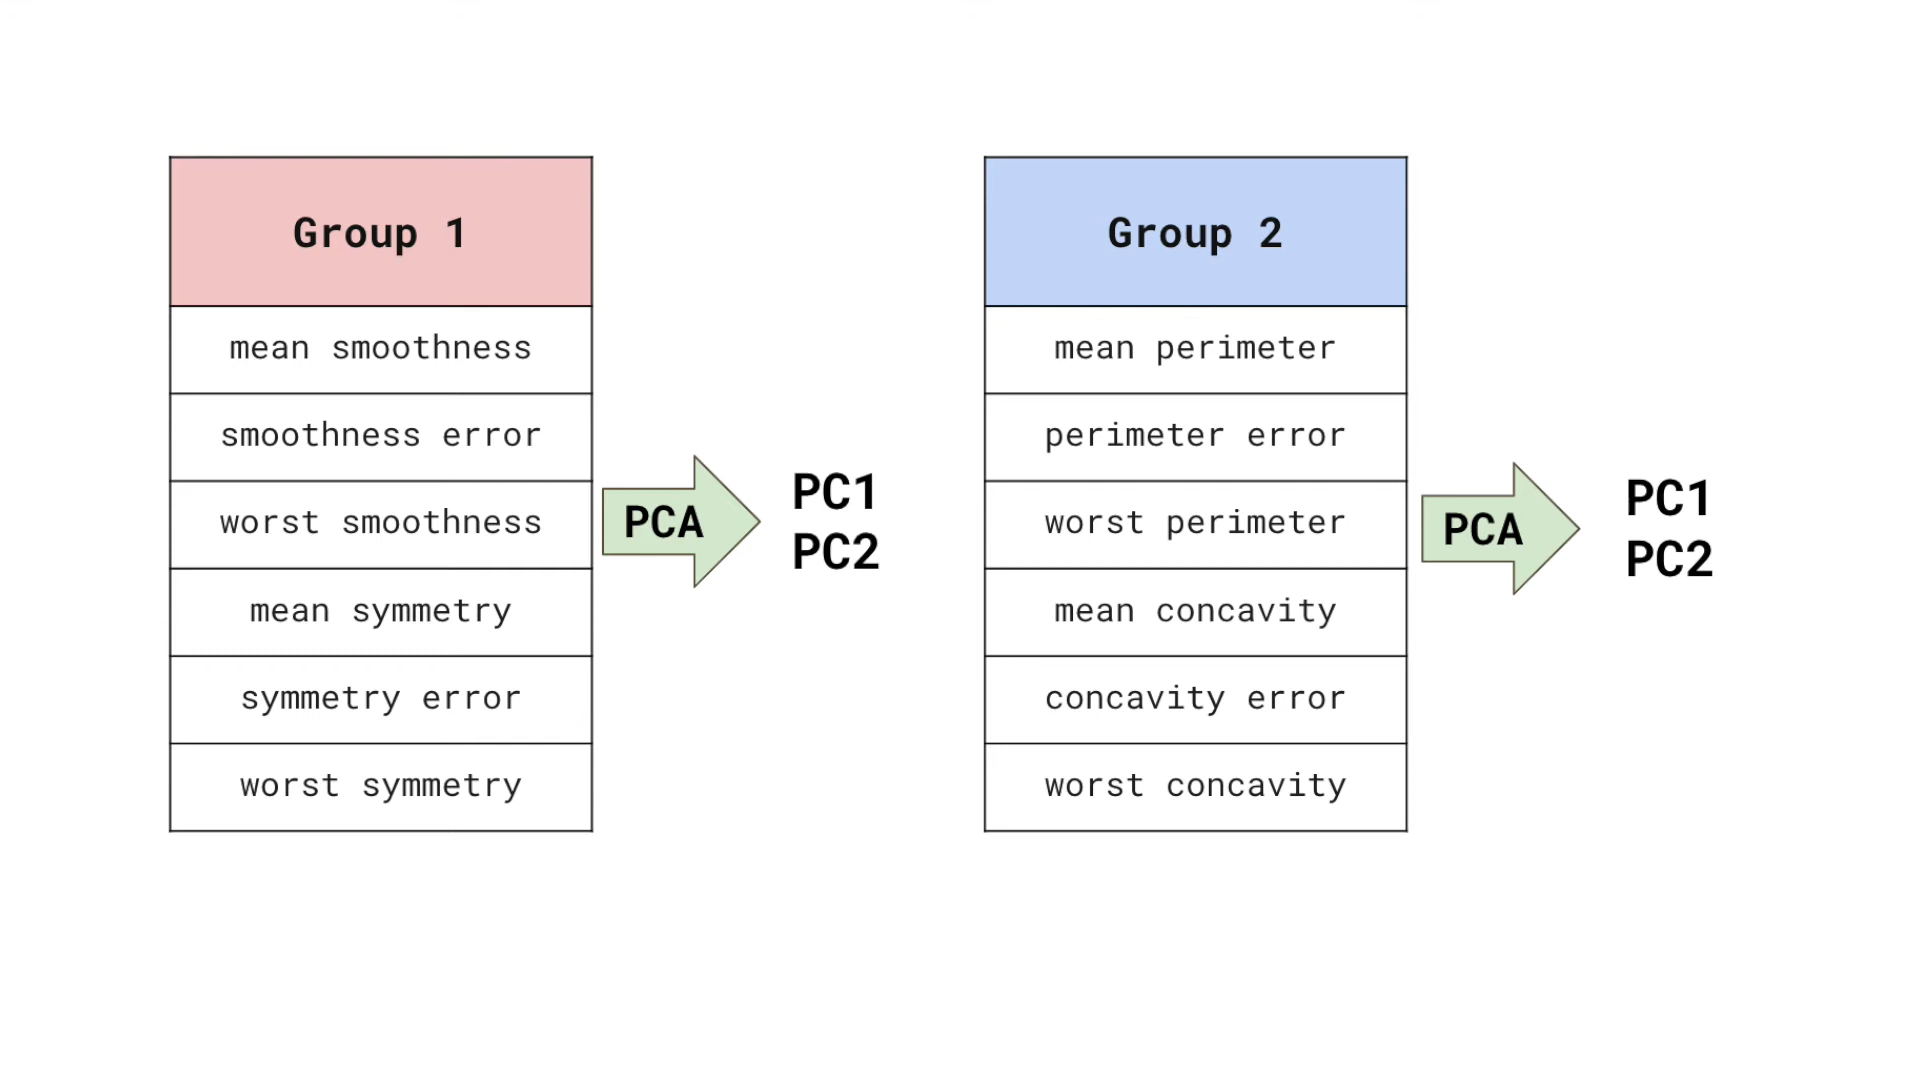 Group 1
mean smoothness
smoothness error
worst smoothness
mean symmetry
symmetry error
worst symmetry
PCA
PC1
PC2
Group 2
mean perimeter
perimeter error
worst perimeter
mean concavity
concavity error
worst concavity
PCA
PC1
PC2